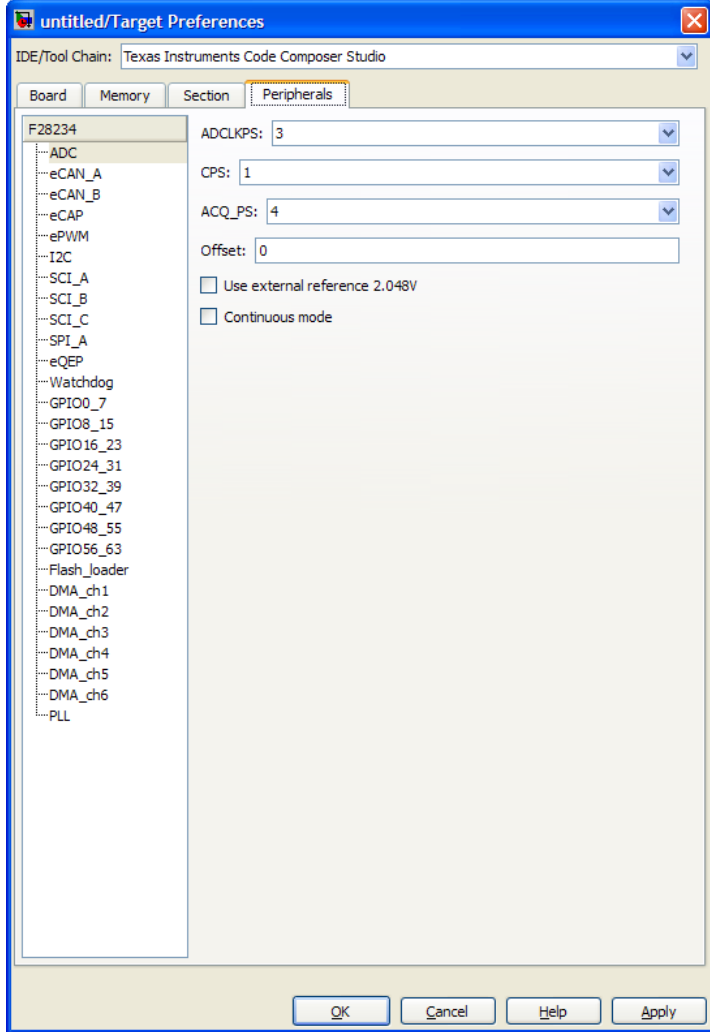 untitled/Target Preferences
IDE/Tool Chain: Texas Instruments Code Composer Studio
Board Memory Section Peripherals
F28234
ADC
eCAN_A
eCAN_B
eCAP
ePWM
I2C
SCI_A
SCI_B
SCI_C
SPI_A
eQEP
Watchdog
GPIO0_7
GPIO8_15
GPIO16_23
GPIO24_31
GPIO32_39
GPIO40_47
GPIO48_55
GPIO56_63
Flash_loader
DMA_ch1
DMA_ch2
DMA_ch3
DMA_ch4
DMA_ch5
DMA_ch6
PLL
ADCLKPS: 3
CPS: 1
ACQ_PS: 4
Offset: 0
Use external reference 2.048V
Continuous mode
OK Cancel Help Apply